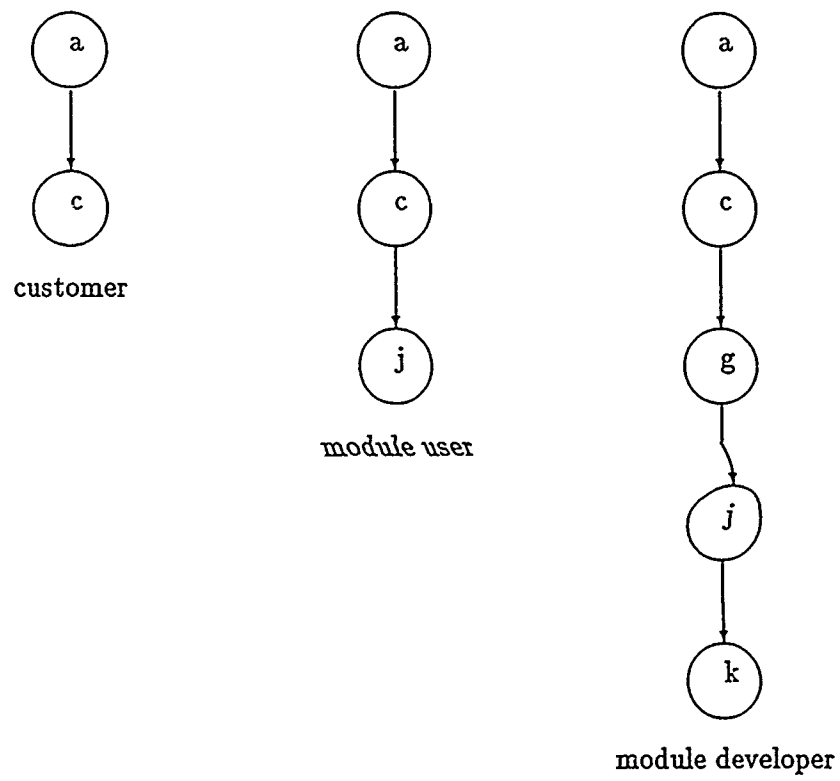 a
c
customer
a
c
j
module user
a
c
g
j
k
module developer